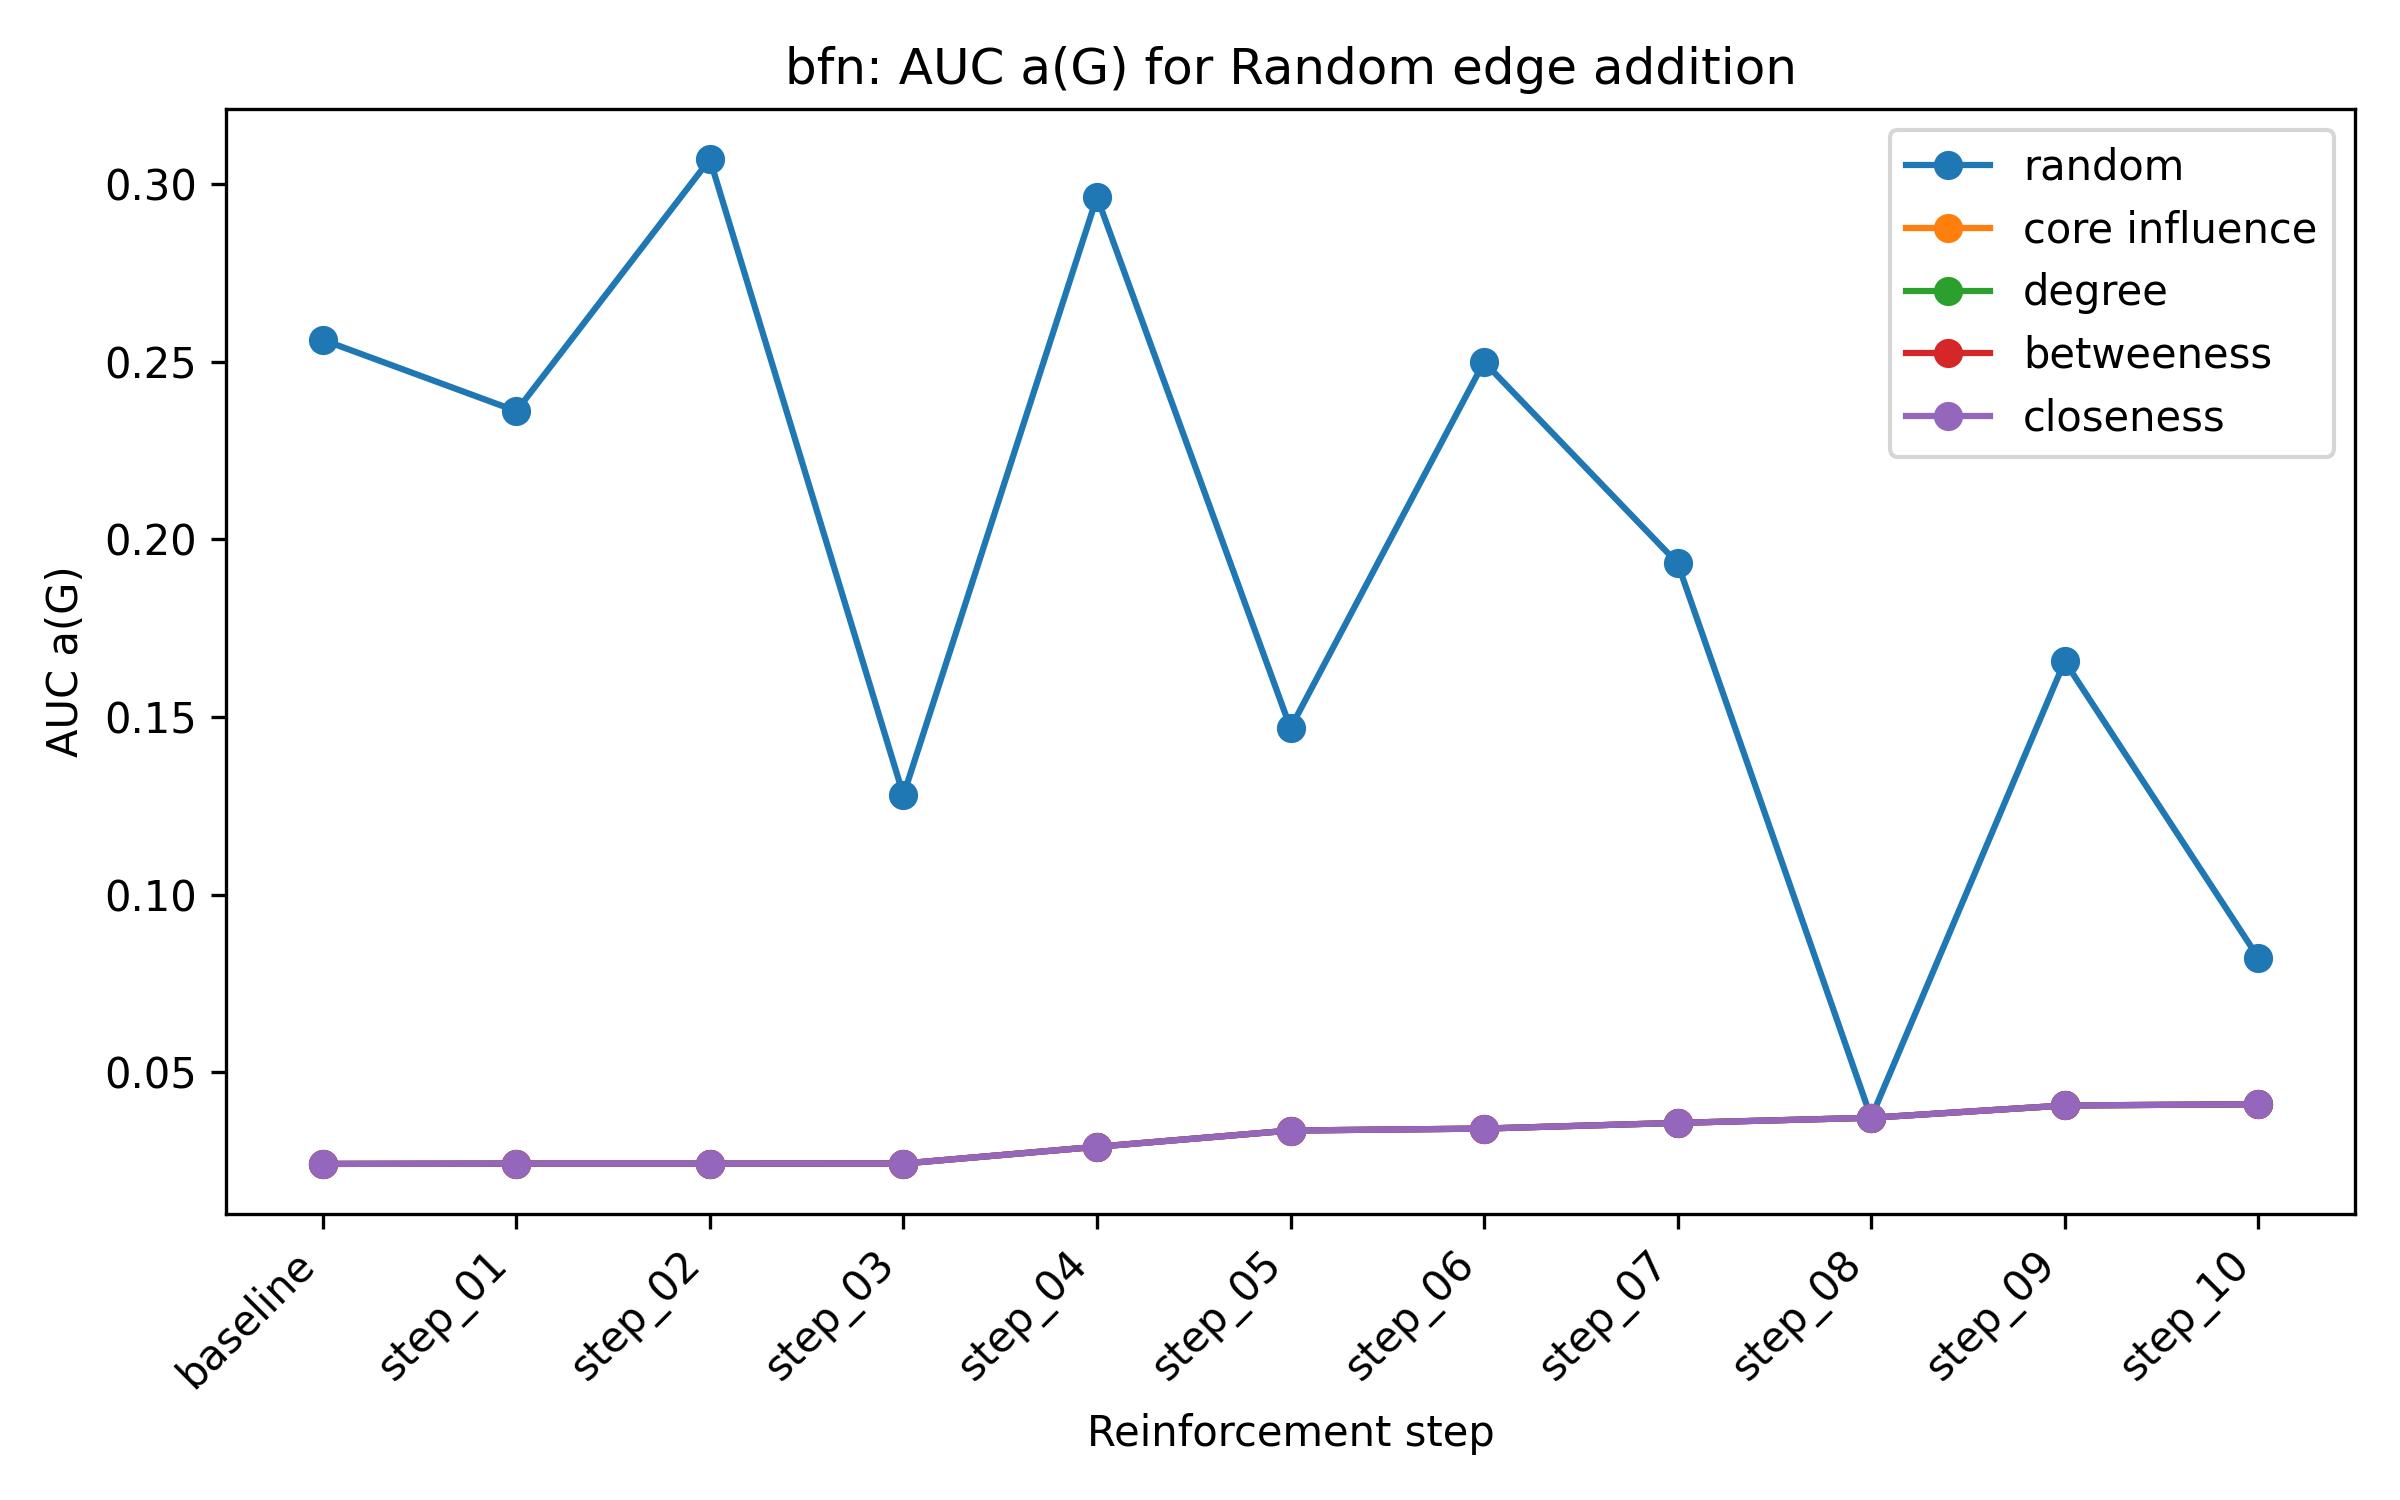 bfn: AUC a(G) for Random edge addition
random
core influence
degree
betweeness
closeness
AUC a(G)
0.30
0.25
0.20
0.15
0.10
0.05
baseline
step_01
step_02
step_03
step_04
step_05
step_06
step_07
step_08
step_09
step_10
Reinforcement step